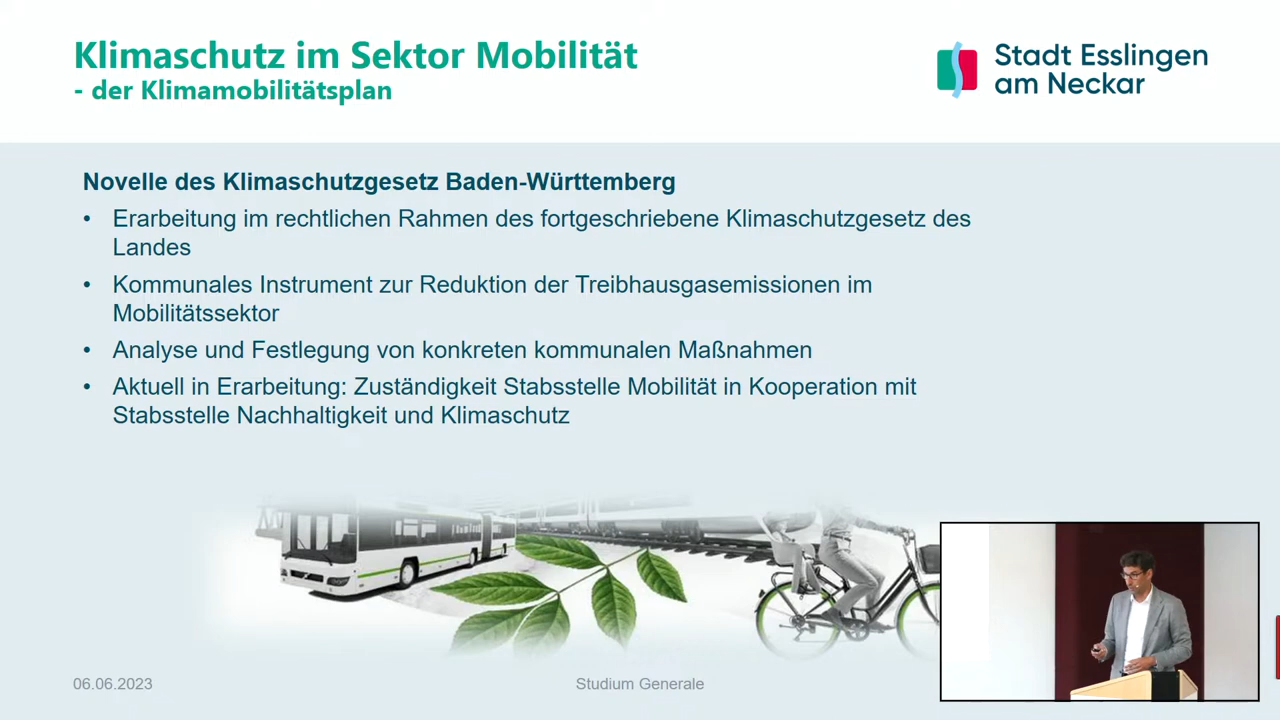 Klimaschutz im Sektor Mobilität
- der Klimamobilitätsplan
Stadt Esslingen
am Neckar
Novelle des Klimaschutzgesetz Baden-Württemberg
• Erarbeitung im rechtlichen Rahmen des fortgeschriebene Klimaschutzgesetz des
Landes
• Kommunales Instrument zur Reduktion der Treibhausgasemissionen im
Mobilitätssektor
• Analyse und Festlegung von konkreten kommunalen Maßnahmen
• Aktuell in Erarbeitung: Zuständigkeit Stabsstelle Mobilität in Kooperation mit
Stabsstelle Nachhaltigkeit und Klimaschutz
06.06.2023
Studium Generale